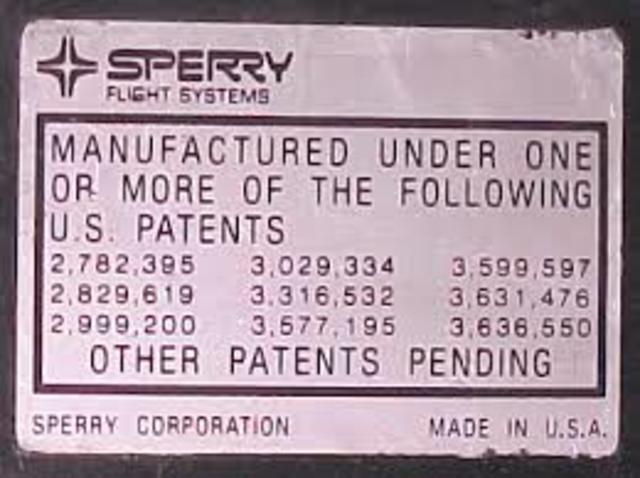 SPERRY
FLIGHT SYSTEMS
MANUFACTURED UNDER ONE
OR MORE OF THE FOLLOWING
U.S. PATENTS
2,782,395 3,029,334 3,599,597
2,829,619 3,316,532 3,631,476
2,999,200 3,577,195 3,636,550
OTHER PATENTS PENDING
SPERRY CORPORATION MADE IN U.S.A.